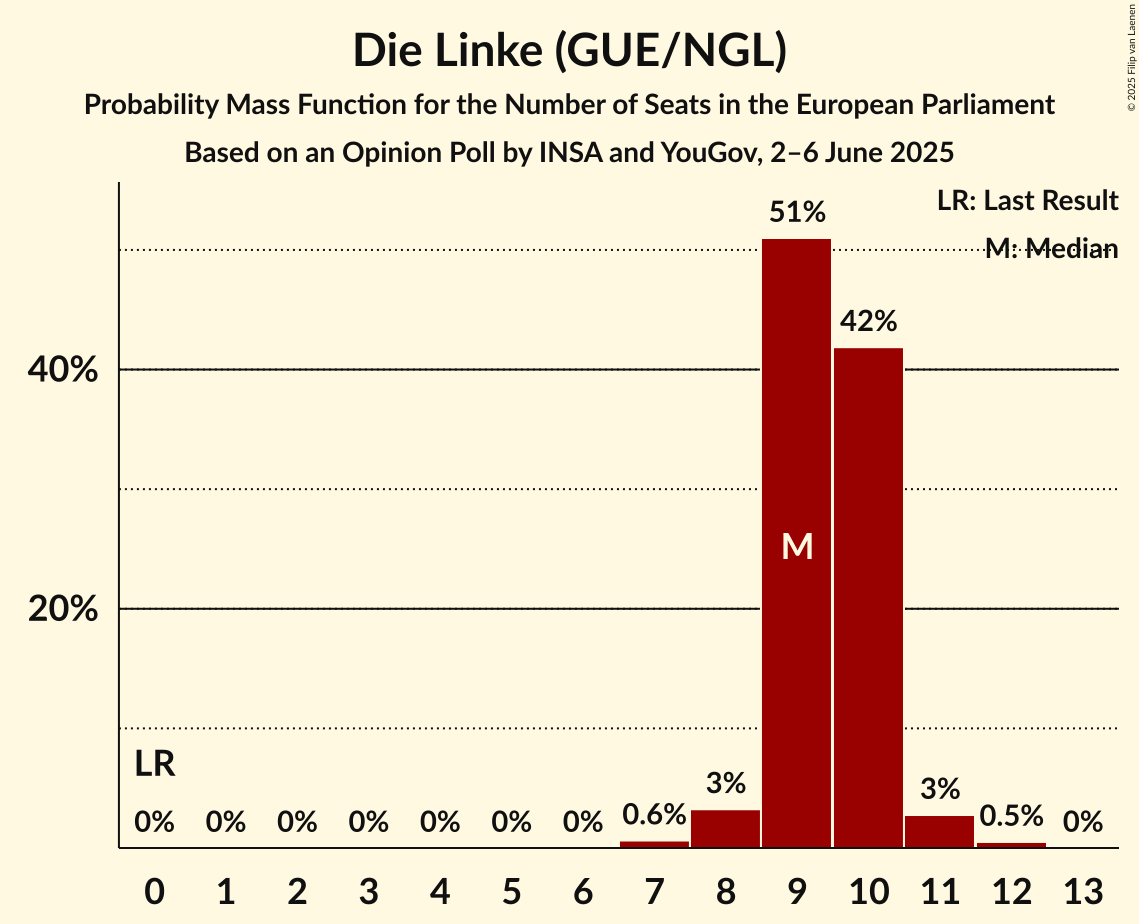 Die Linke (GUE/NGL)
Probability Mass Function for the Number of Seats in the European Parliament
Based on an Opinion Poll by INSA and YouGov, 2–6 June 2025
© 2025 Filip van Laenen
LR: Last Result
M: Median
51%
42%
40%
M
20%
LR
0% 0% 0% 0% 0% 0% 0% 0.6% 3% 3% 0.5% 0%
0 1 2 3 4 5 6 7 8 9 10 11 12 13